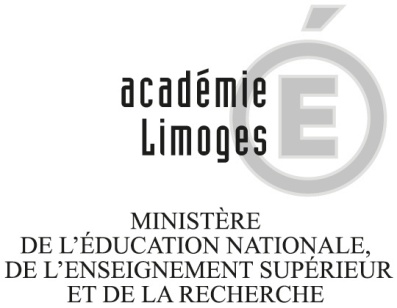 académie
Limoges
É
MINISTÈRE
DE L'ÉDUCATION NATIONALE,
DE L'ENSEIGNEMENT SUPÉRIEUR
ET DE LA RECHERCHE